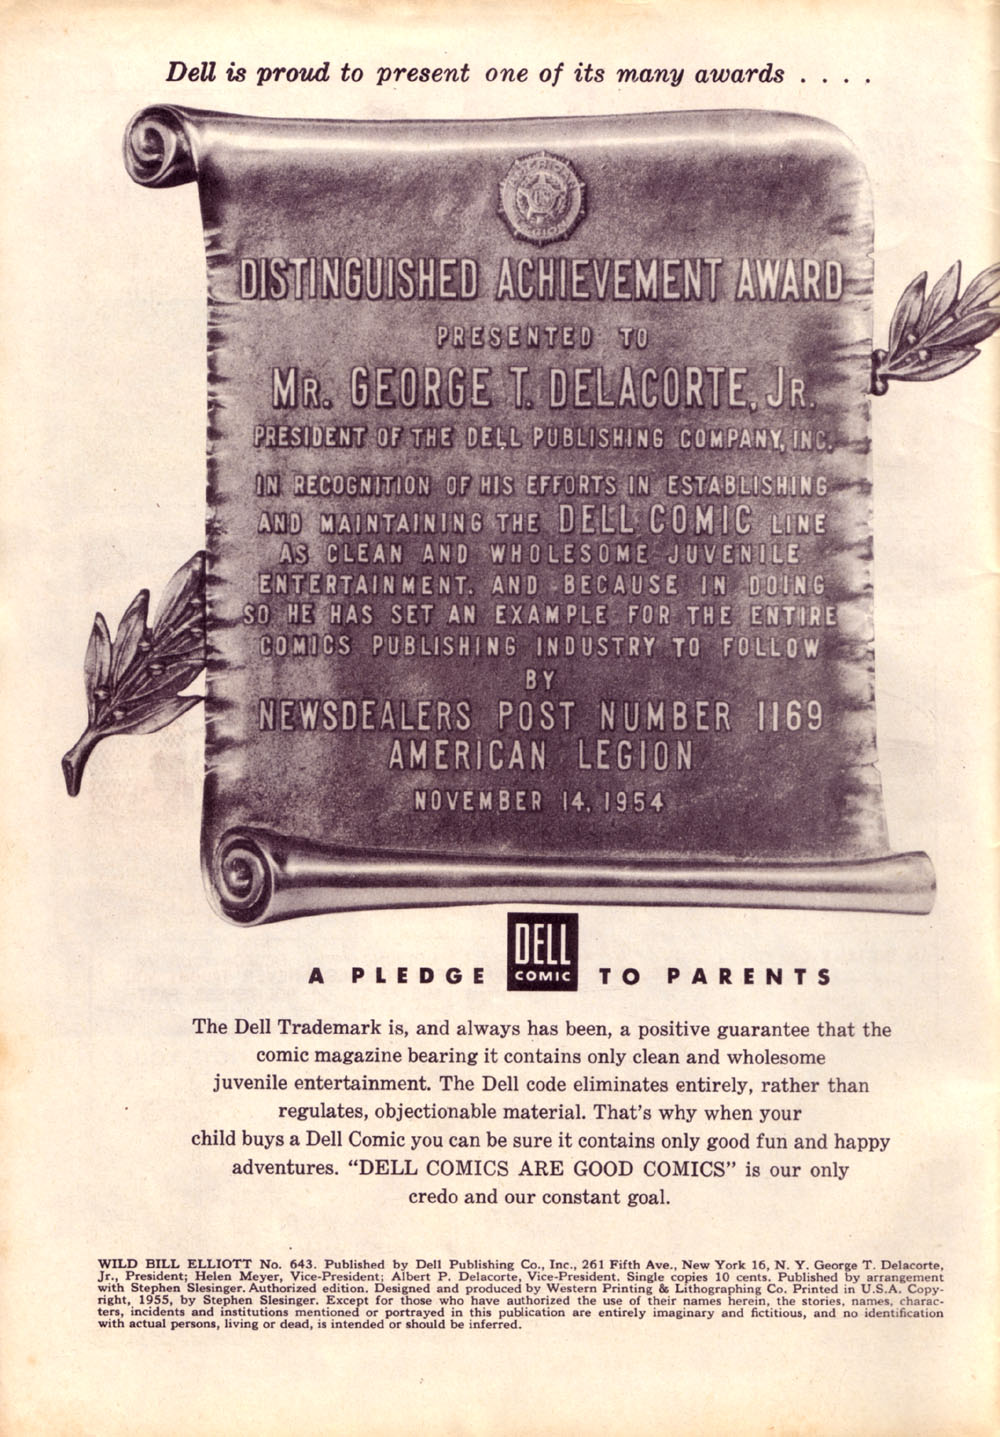 Dell is proud to present one of its many awards . . . .
AMERICAN
LEGION
DISTINGUISHED ACHIEVEMENT AWARD
PRESENTED TO
MR. GEORGE T. DELACORTE, JR.
PRESIDENT OF THE DELL PUBLISHING COMPANY, INC.
IN RECOGNITION OF HIS EFFORTS IN ESTABLISHING
AND MAINTAINING THE DELL COMIC LINE
AS CLEAN AND WHOLESOME JUVENILE
ENTERTAINMENT. AND BECAUSE IN DOING
SO HE HAS SET AN EXAMPLE FOR THE ENTIRE
COMICS PUBLISHING INDUSTRY TO FOLLOW
BY
NEWSDEALERS POST NUMBER 1169
AMERICAN LEGION
NOVEMBER 14, 1954
A PLEDGE DELL COMIC TO PARENTS
The Dell Trademark is, and always has been, a positive guarantee that the
comic magazine bearing it contains only clean and wholesome
juvenile entertainment. The Dell code eliminates entirely, rather than
regulates, objectionable material. That's why when your
child buys a Dell Comic you can be sure it contains only good fun and happy
adventures. "DELL COMICS ARE GOOD COMICS" is our only
credo and our constant goal.
WILD BILL ELLIOTT No. 643. Published by Dell Publishing Co., Inc., 261 Fifth Ave., New York 16, N. Y. George T. Delacorte,
Jr., President; Helen Meyer, Vice-President; Albert P. Delacorte, Vice-President. Single copies 10 cents. Published by arrangement
with Stephen Slesinger. Authorized edition. Designed and produced by Western Printing & Lithographing Co. Printed in U.S.A. Copy-
right, 1955, by Stephen Slesinger. Except for those who have authorized the use of their names herein, the stories, names, charac-
ters, incidents and institutions mentioned or portrayed in this publication are entirely imaginary and fictitious, and no identification
with actual persons, living or dead, is intended or should be inferred.